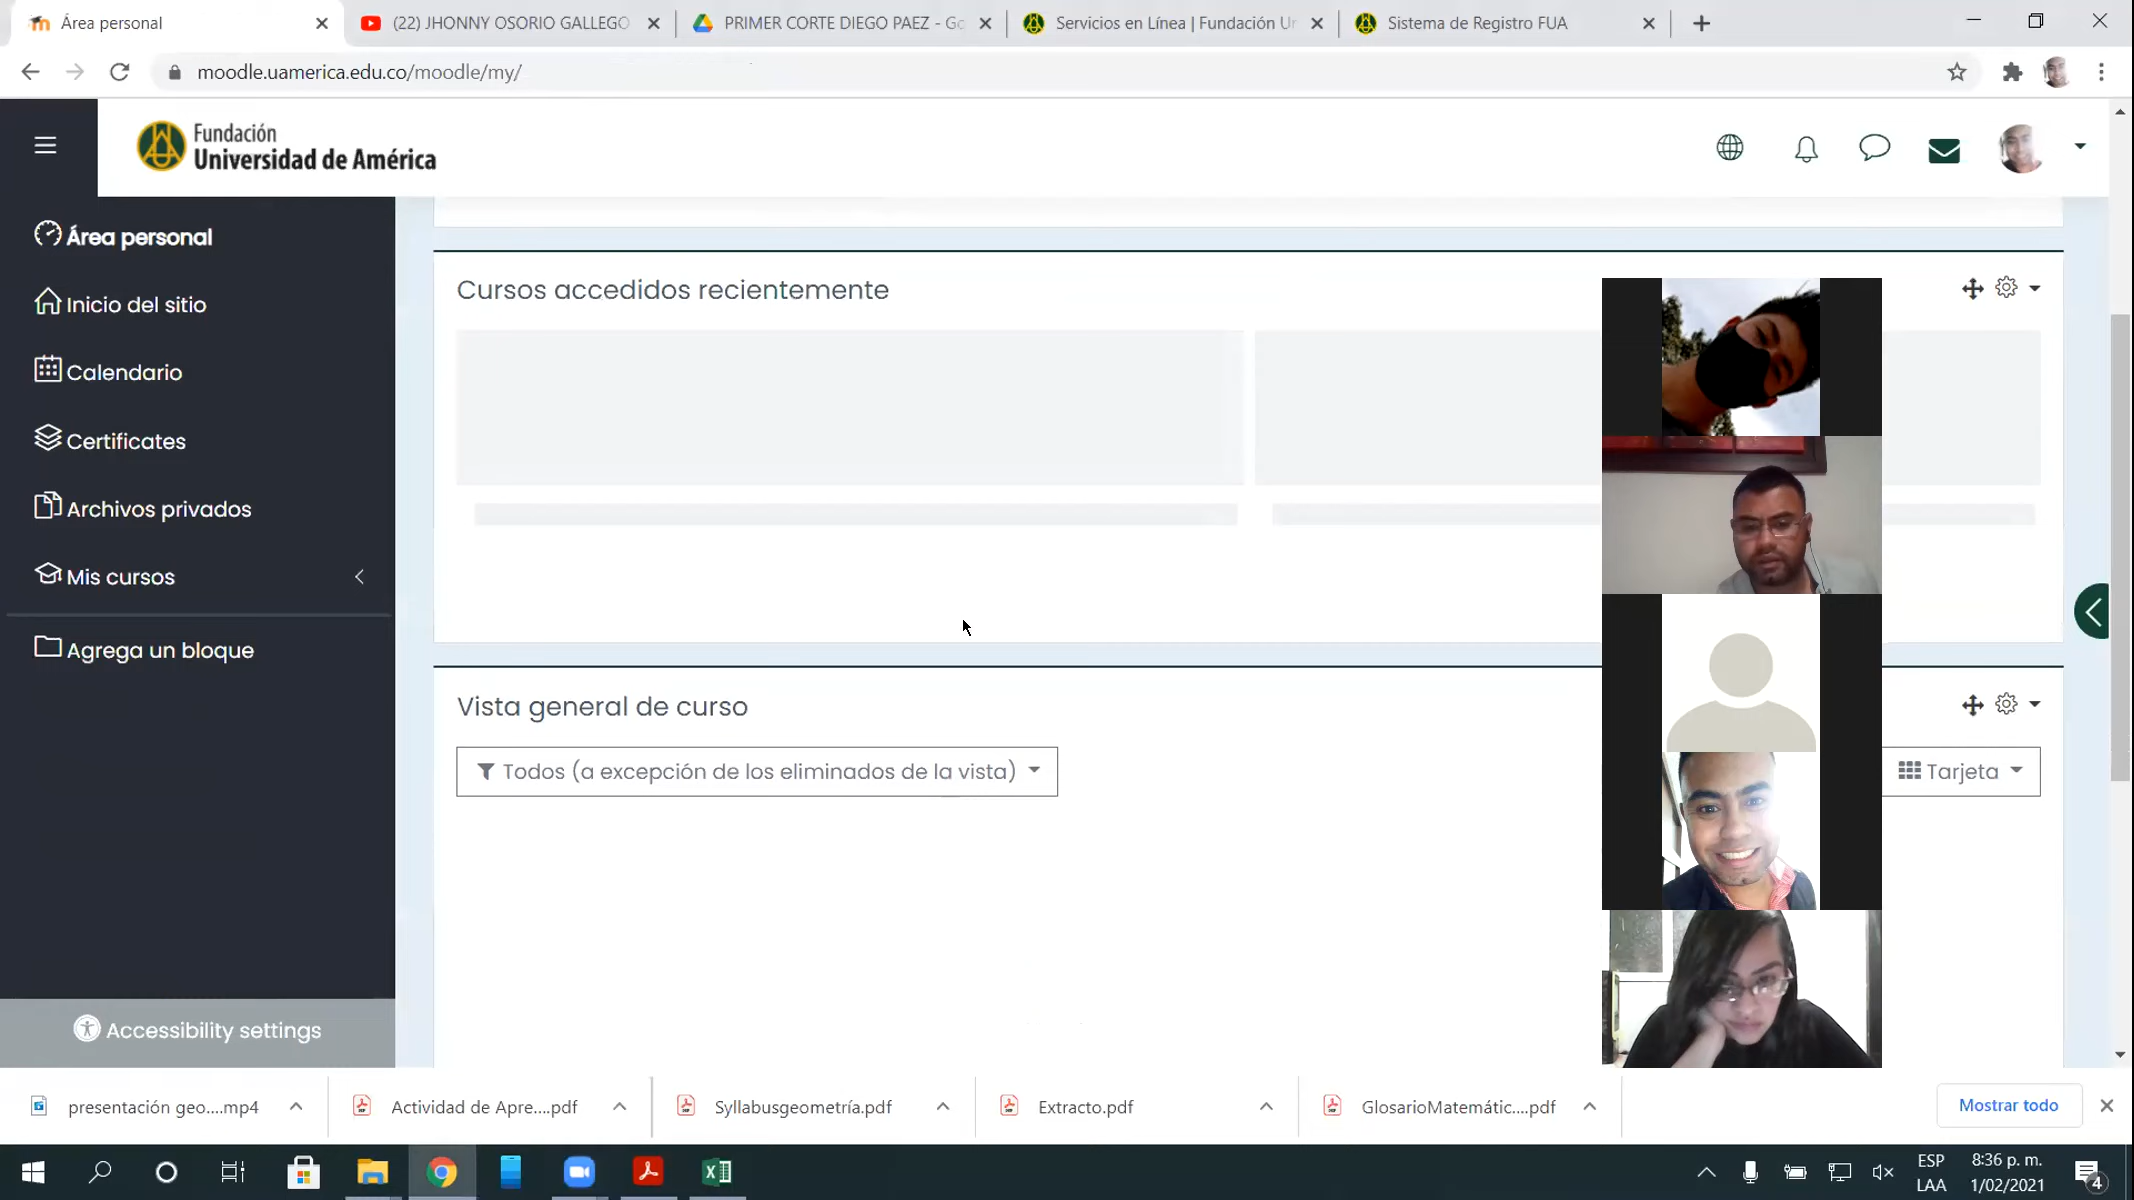 Área personal
(22) JHONNY OSORIO GALLEGO
PRIMER CORTE DIEGO PAEZ - Go
Servicios en Línea | Fundación Un
Sistema de Registro FUA
moodle.uamerica.edu.co/moodle/my/
Fundación
Universidad de América
Área personal
Inicio del sitio
Calendario
Certificates
Archivos privados
Mis cursos
Agrega un bloque
Accessibility settings
Cursos accedidos recientemente
Vista general de curso
Todos (a excepción de los eliminados de la vista)
Tarjeta
presentación geo....mp4
Actividad de Apre....pdf
Syllabusgeometría.pdf
Extracto.pdf
GlosarioMatemátic....pdf
Mostrar todo
ESP
LAA
8:36 p. m.
1/02/2021
4